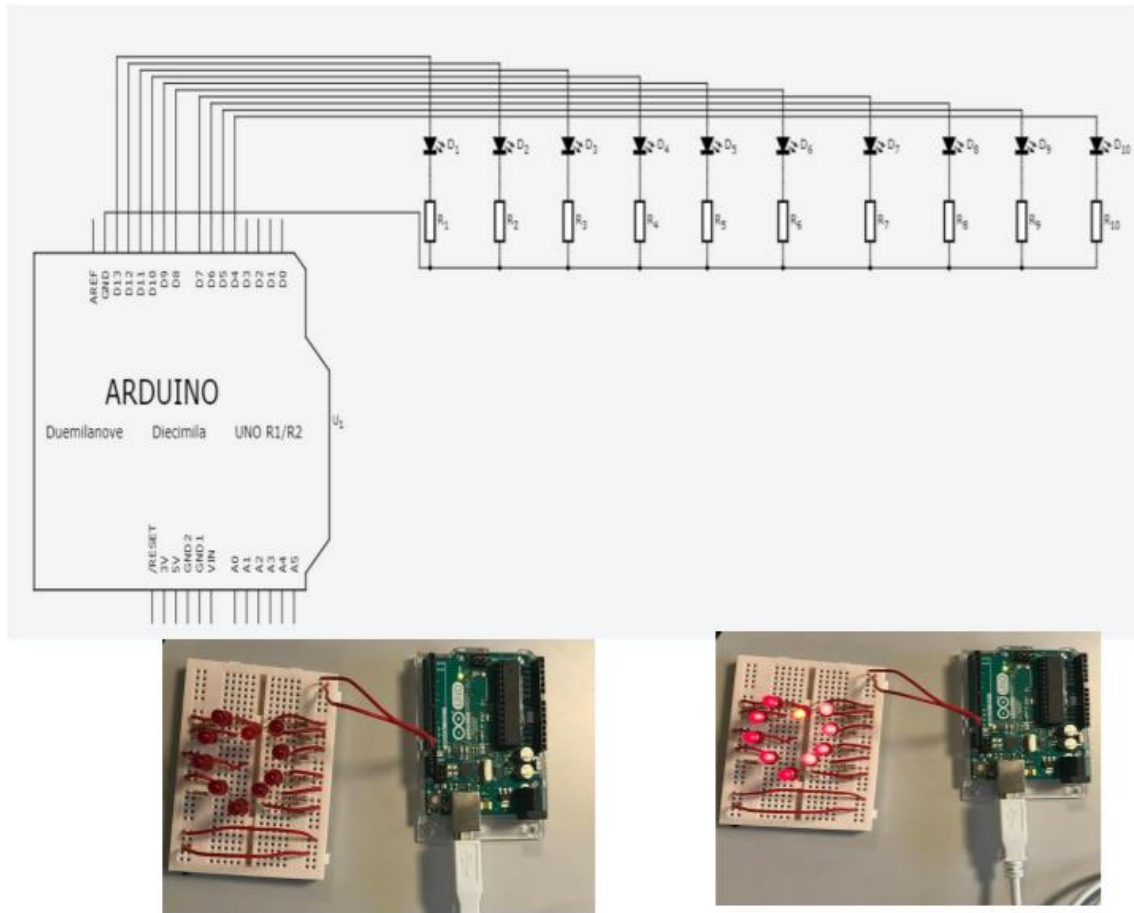 D1 D2 D3 D4 D5 D6 D7 D8 D9 D10
R1 R2 R3 R4 R5 R6 R7 R8 R9 R10
AREF GND D13 D12 D11 D10 D9 D8 D7 D6 D5 D4 D3 D2 D1 D0
ARDUINO
U1
Duemilanove Diecimila UNO R1/R2
/RESET 3V 5V GND2 GND1 VIN A0 A1 A2 A3 A4 A5